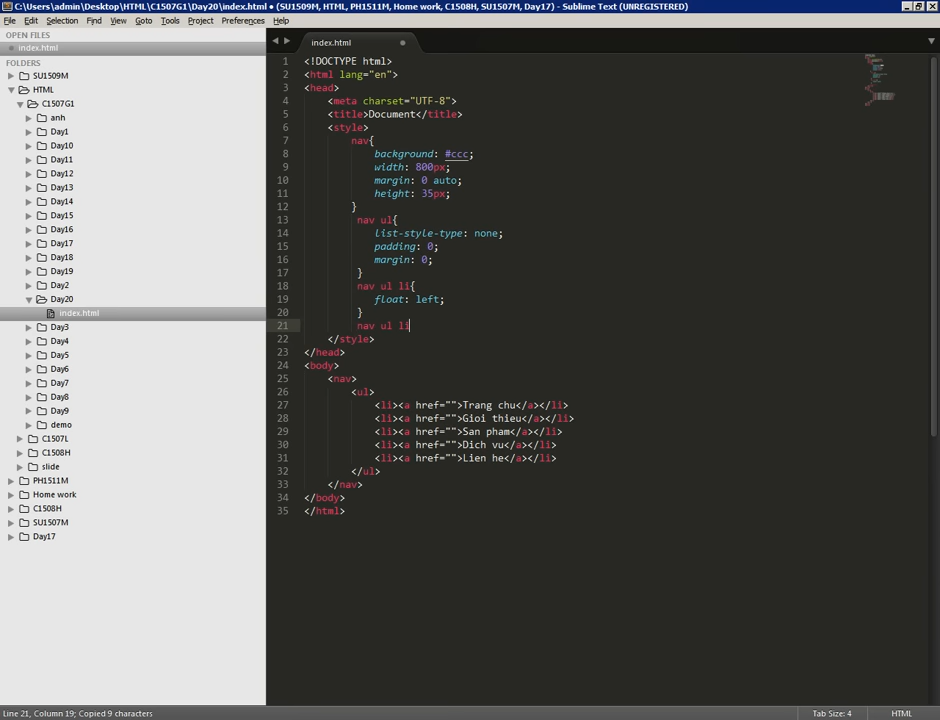 C:\Users\admin\Desktop\HTML\C1507G1\Day20\index.html • (SU1509M, HTML, PH1511M, Home work, C1508H, SU1507M, Day17) - Sublime Text (UNREGISTERED)
File Edit Selection Find View Goto Tools Project Preferences Help
OPEN FILES
index.html
FOLDERS
SU1509M
HTML
C1507G1
anh
Day1
Day10
Day11
Day12
Day13
Day14
Day15
Day16
Day17
Day18
Day19
Day2
Day20
index.html
Day3
Day4
Day5
Day6
Day7
Day8
Day9
demo
C1507L
C1508H
slide
PH1511M
Home work
C1508H
SU1507M
Day17
index.html
1 <!DOCTYPE html>
2 <html lang="en">
3 <head>
4 <meta charset="UTF-8">
5 <title>Document</title>
6 <style>
7 nav{
8 background: #ccc;
9 width: 800px;
10 margin: 0 auto;
11 height: 35px;
12 }
13 nav ul{
14 list-style-type: none;
15 padding: 0;
16 margin: 0;
17 }
18 nav ul li{
19 float: left;
20 }
21 nav ul li
22 </style>
23 </head>
24 <body>
25 <nav>
26 <ul>
27 <li><a href="">Trang chu</a></li>
28 <li><a href="">Gioi thieu</a></li>
29 <li><a href="">San pham</a></li>
30 <li><a href="">Dich vu</a></li>
31 <li><a href="">Lien he</a></li>
32 </ul>
33 </nav>
34 </body>
35 </html>
Line 21, Column 19; Copied 9 characters Tab Size: 4 HTML